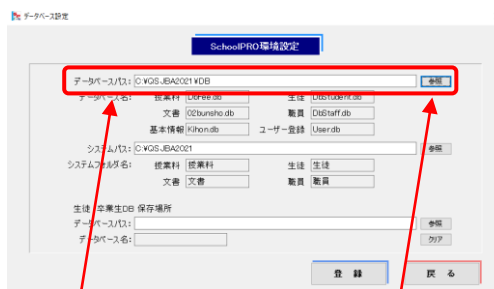 データベース設定
SchoolPRO環境設定
データベースパス: C:¥QSJBA2021¥DB 参照
データベース名: 授業料 DbFee.db 生徒 DbStudent.db
文書 02bunsho.db 職員 DbStaff.db
基本情報 Kihon.db ユーザー登録 User.db
システムパス: C:¥QSJBA2021 参照
システムフォルダ名: 授業料 授業料 生徒 生徒
文書 文書 職員 職員
生徒 卒業生DB 保存場所
データベースパス: 参照
データベース名: クリア
登 録 戻 る